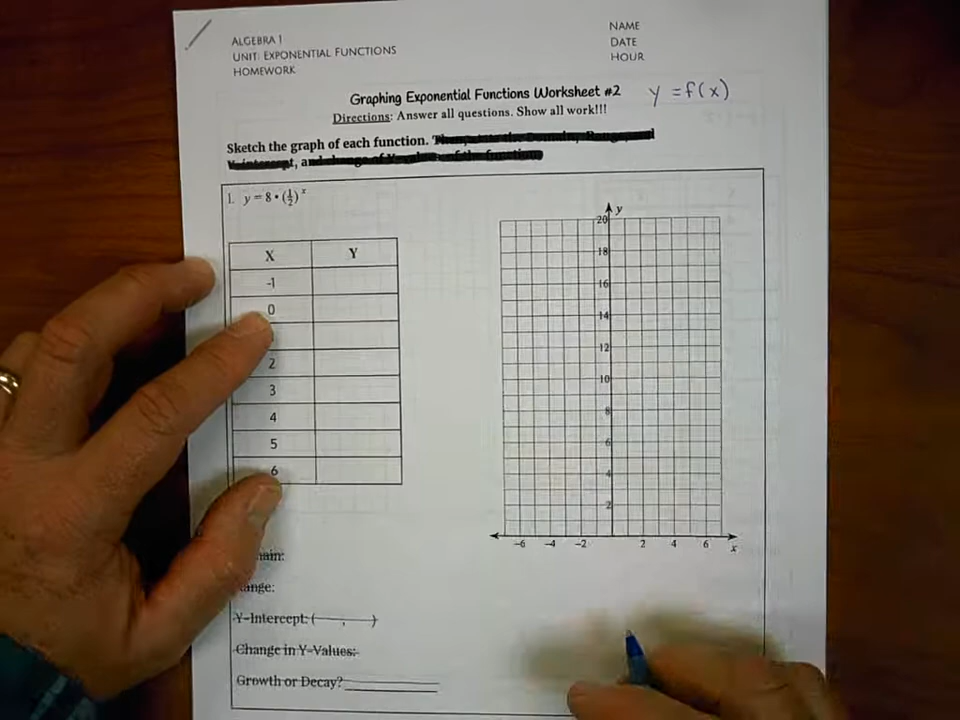 ALGEBRA 1
UNIT: EXPONENTIAL FUNCTIONS
HOMEWORK
NAME
DATE
HOUR
Graphing Exponential Functions Worksheet #2 y = f(x)
Directions: Answer all questions. Show all work!!!
Sketch the graph of each function.
1. y = 8 • (1/2)^x
X Y
-1
0
2
3
4
5
6
y
20
18
16
14
12
10
8
6
4
2
-6 -4 -2 2 4 6 x
Y-Intercept: ( , )
Change in Y-Values:
Growth or Decay?